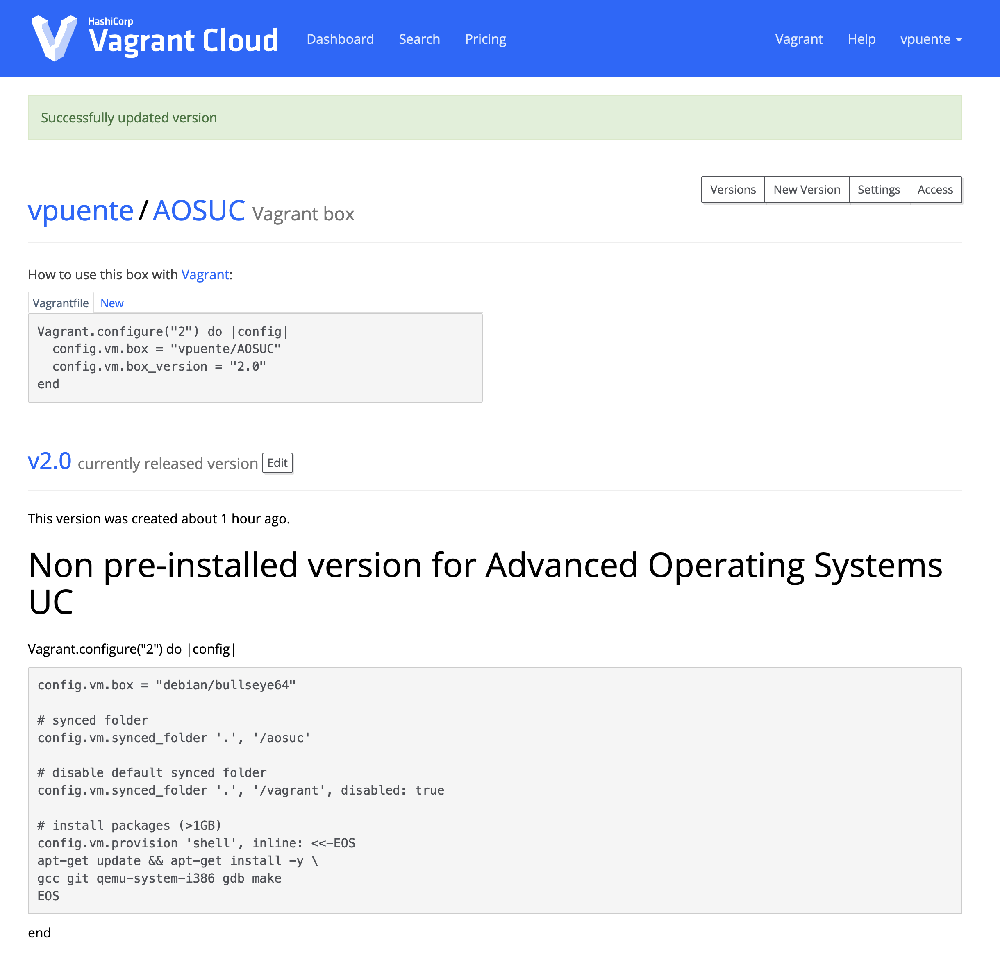 HashiCorp
Vagrant Cloud
Dashboard Search Pricing
Vagrant Help vpuente
Successfully updated version
Versions New Version Settings Access
vpuente / AOSUC Vagrant box
How to use this box with Vagrant:
Vagrantfile New
Vagrant.configure("2") do |config|
  config.vm.box = "vpuente/AOSUC"
  config.vm.box_version = "2.0"
end
v2.0 currently released version Edit
This version was created about 1 hour ago.
Non pre-installed version for Advanced Operating Systems
UC
Vagrant.configure("2") do |config|
config.vm.box = "debian/bullseye64"
# synced folder
config.vm.synced_folder '.', '/aosuc'
# disable default synced folder
config.vm.synced_folder '.', '/vagrant', disabled: true
# install packages (>1GB)
config.vm.provision 'shell', inline: <<-EOS
apt-get update && apt-get install -y \
gcc git qemu-system-i386 gdb make
EOS
end